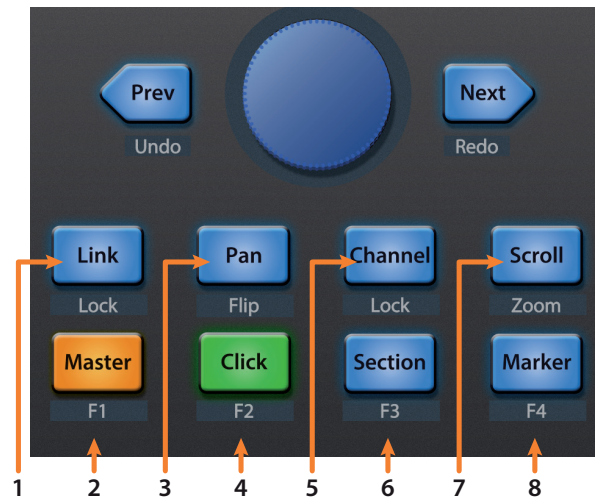 Prev Next
Undo Redo
Link Pan Channel Scroll
Lock Flip Lock Zoom
Master Click Section Marker
F1 F2 F3 F4
1 2 3 4 5 6 7 8